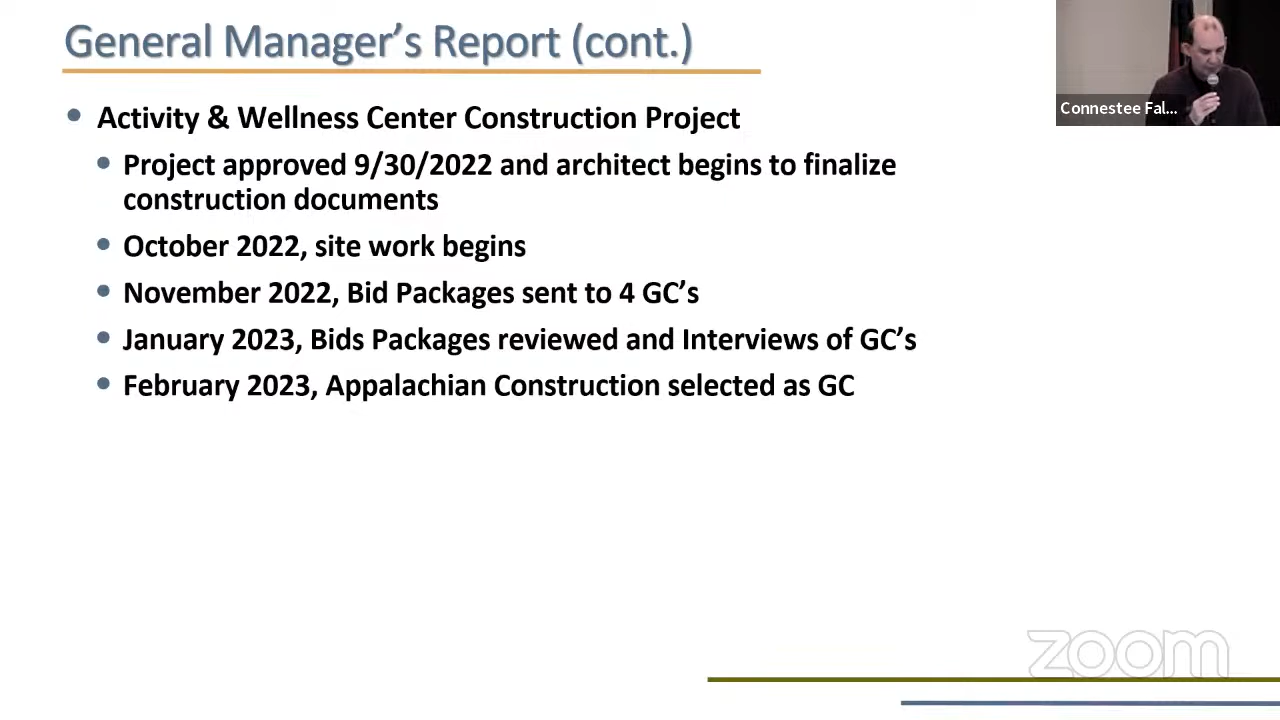 General Manager's Report (cont.)
Connestee Fal...
• Activity & Wellness Center Construction Project
• Project approved 9/30/2022 and architect begins to finalize
construction documents
• October 2022, site work begins
• November 2022, Bid Packages sent to 4 GC's
• January 2023, Bids Packages reviewed and Interviews of GC's
• February 2023, Appalachian Construction selected as GC
zoom